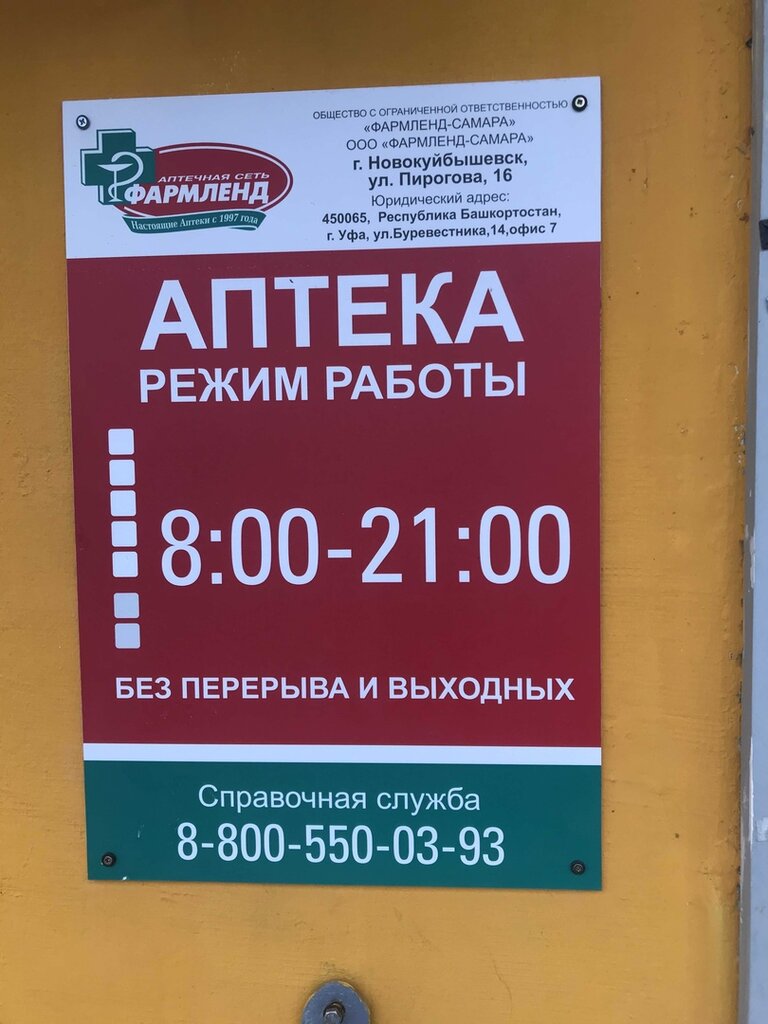 АПТЕЧНАЯ СЕТЬ
ФАРМЛЕНД
Настоящие Аптеки с 1997 года
ОБЩЕСТВО С ОГРАНИЧЕННОЙ ОТВЕТСТВЕННОСТЬЮ
«ФАРМЛЕНД-САМАРА»
ООО «ФАРМЛЕНД-САМАРА»
г. Новокуйбышевск,
ул. Пирогова, 16
Юридический адрес:
450065, Республика Башкортостан,
г. Уфа, ул.Буревестника,14,офис 7
АПТЕКА
РЕЖИМ РАБОТЫ
8:00-21:00
БЕЗ ПЕРЕРЫВА И ВЫХОДНЫХ
Справочная служба
8-800-550-03-93